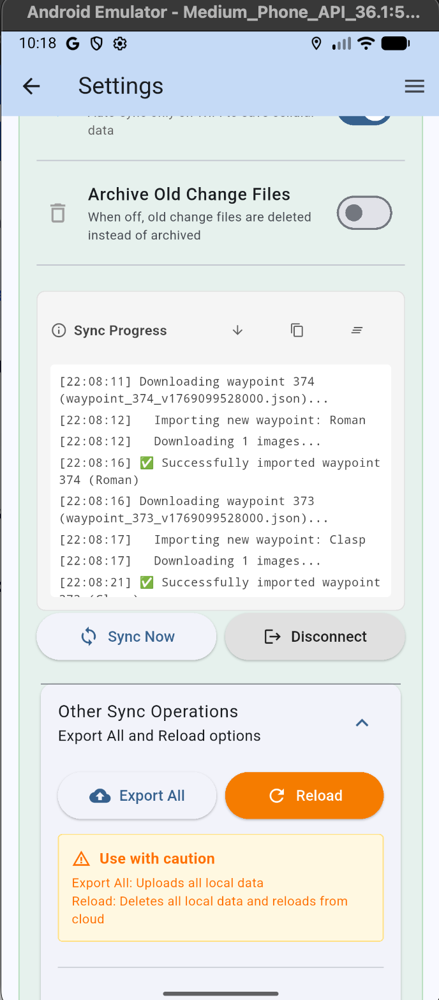 Android Emulator - Medium_Phone_API_36.1:5...
10:18
Settings
data
Archive Old Change Files
When off, old change files are deleted
instead of archived
Sync Progress
[22:08:11] Downloading waypoint 374
(waypoint_374_v1769099528000.json)...
[22:08:12]   Importing new waypoint: Roman
[22:08:12]   Downloading 1 images...
[22:08:16] ✅ Successfully imported waypoint
374 (Roman)
[22:08:16] Downloading waypoint 373
(waypoint_373_v1769099528000.json)...
[22:08:17]   Importing new waypoint: Clasp
[22:08:17]   Downloading 1 images...
[22:08:21] ✅ Successfully imported waypoint
Sync Now
Disconnect
Other Sync Operations
Export All and Reload options
Export All
Reload
Use with caution
Export All: Uploads all local data
Reload: Deletes all local data and reloads from
cloud